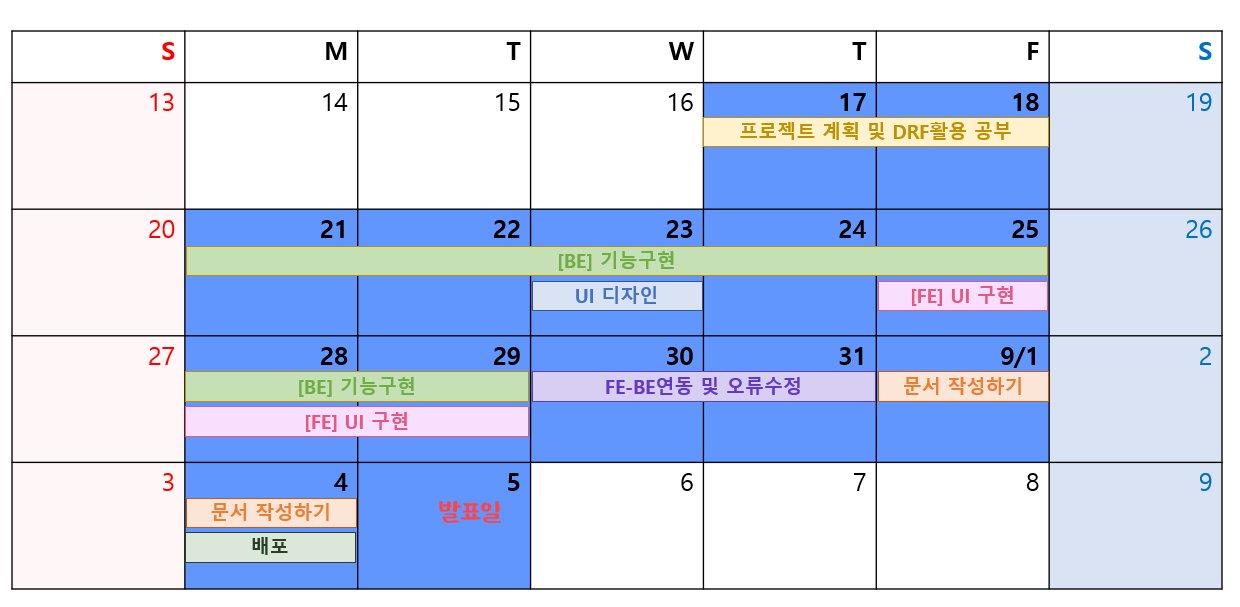 S M T W T F S
13 14 15 16 17 18 19
프로젝트 계획 및 DRF활용 공부
20 21 22 23 24 25 26
[BE] 기능구현
UI 디자인 [FE] UI 구현
27 28 29 30 31 9/1 2
[BE] 기능구현 FE-BE연동 및 오류수정 문서 작성하기
[FE] UI 구현
3 4 5 6 7 8 9
문서 작성하기 발표일
배포